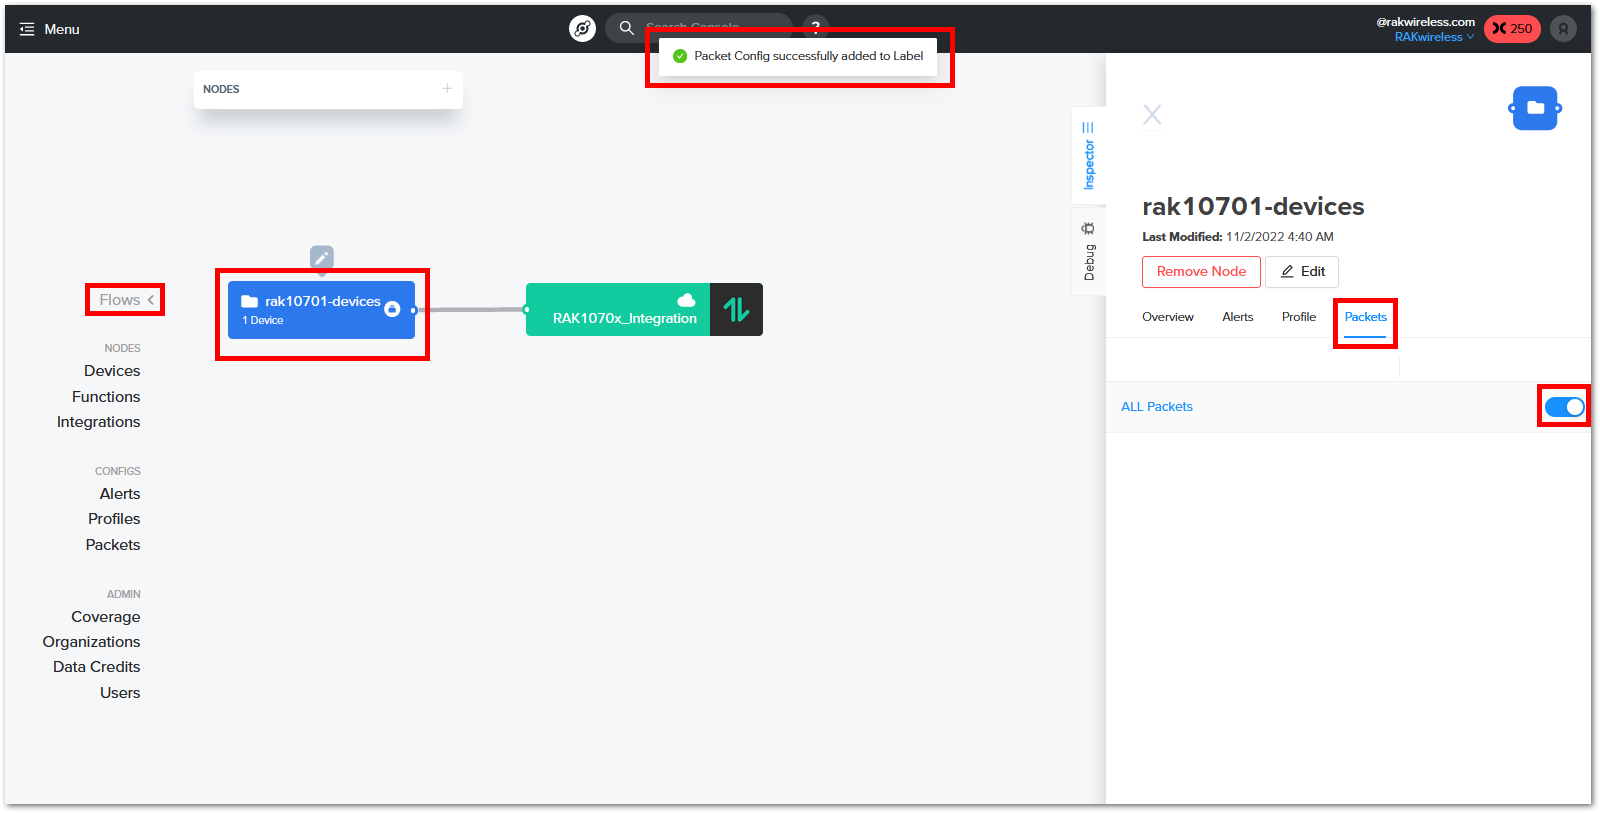 Menu
Search Console
?
@rakwireless.com
RAKwireless
250
Packet Config successfully added to Label
NODES
+
Flows
NODES
Devices
Functions
Integrations
CONFIGS
Alerts
Profiles
Packets
ADMIN
Coverage
Organizations
Data Credits
Users
rak10701-devices
1 Device
RAK1070x_Integration
Inspector
Debug
X
rak10701-devices
Last Modified: 11/2/2022 4:40 AM
Remove Node
Edit
Overview
Alerts
Profile
Packets
ALL Packets